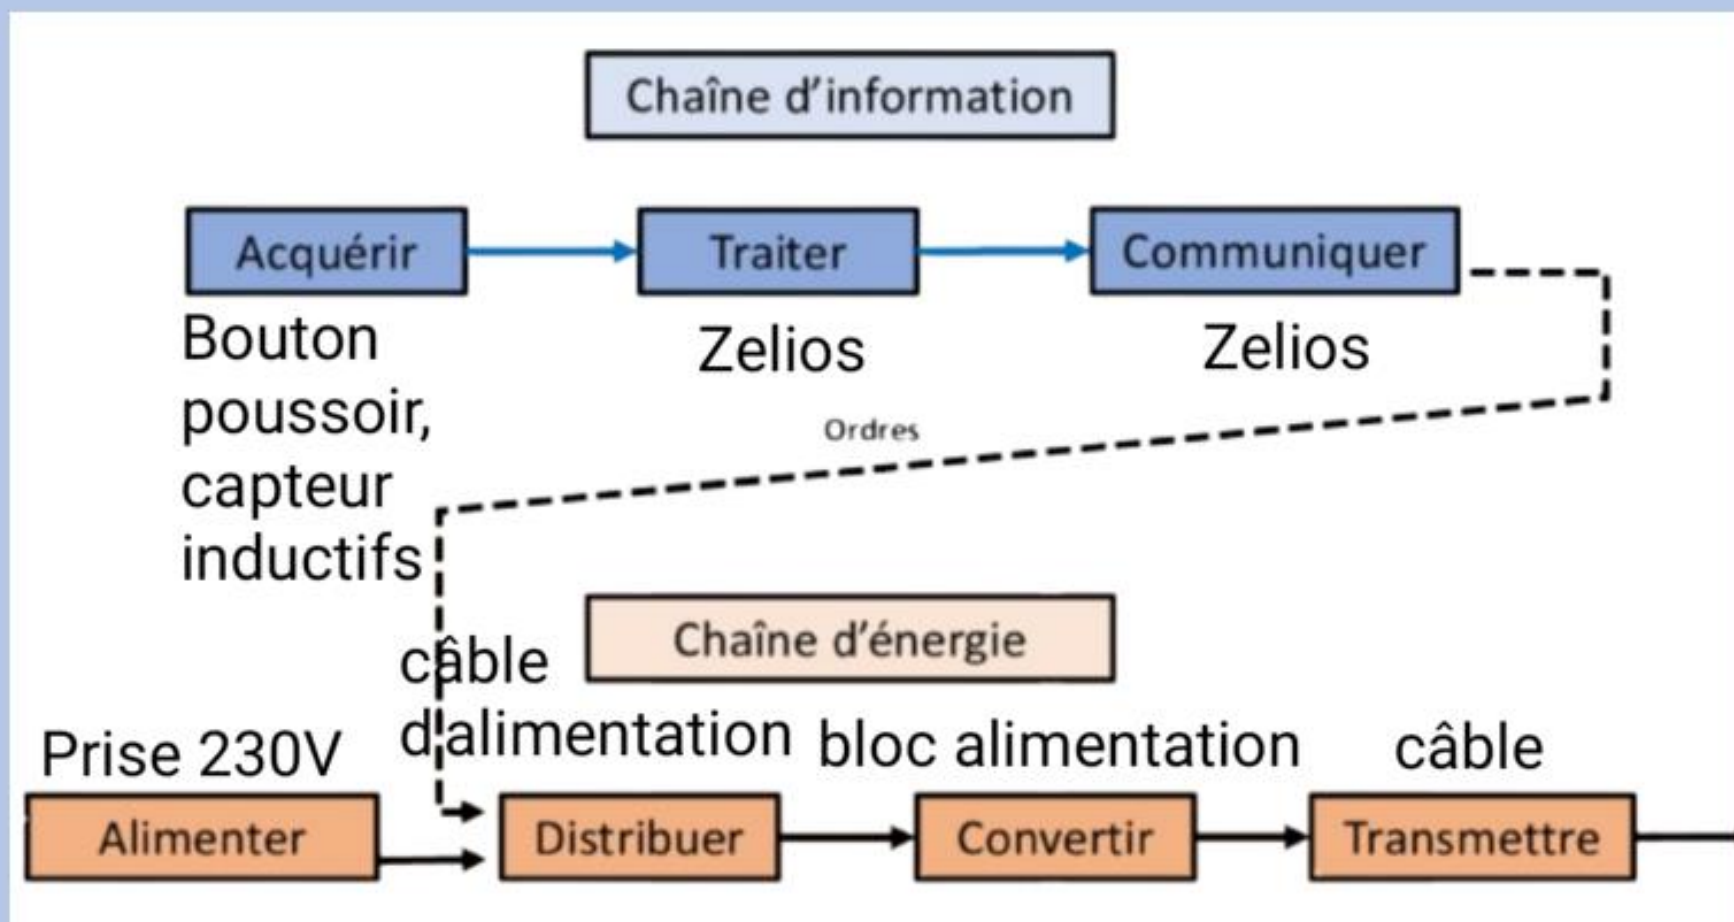 Chaîne d'information
Acquérir
Traiter
Communiquer
Bouton
poussoir,
capteur
inductifs
Zelios
Zelios
Ordres
Chaîne d'énergie
Prise 230V
câble
d'alimentation
bloc alimentation
câble
Alimenter
Distribuer
Convertir
Transmettre